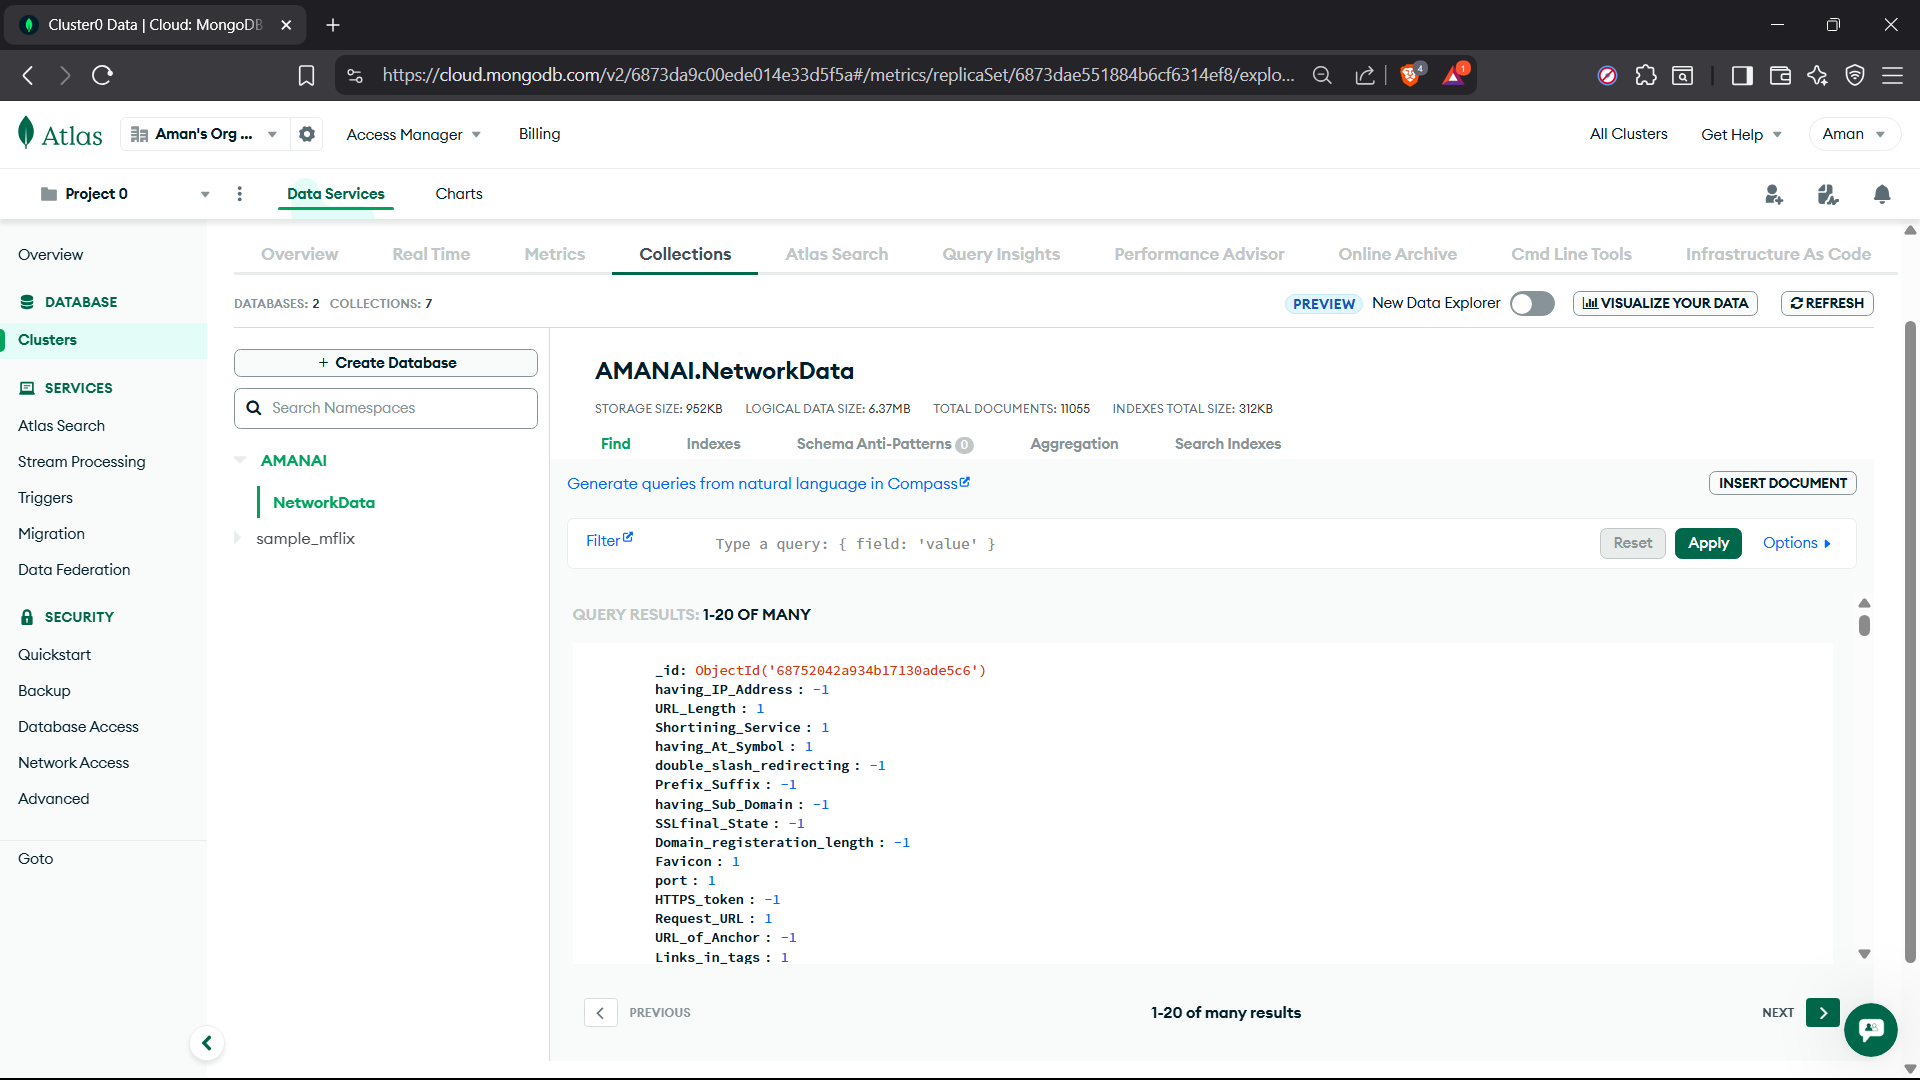 Cluster0 Data | Cloud: MongoDB
https://cloud.mongodb.com/v2/6873da9c00ede014e33d5f5a#/metrics/replicaSet/6873dae551884b6cf6314ef8/explo...
4
1
Atlas
Aman's Org ...
Access Manager
Billing
All Clusters
Get Help
Aman
Project 0
Data Services
Charts
Overview
DATABASE
Clusters
SERVICES
Atlas Search
Stream Processing
Triggers
Migration
Data Federation
SECURITY
Quickstart
Backup
Database Access
Network Access
Advanced
Goto
Overview
Real Time
Metrics
Collections
Atlas Search
Query Insights
Performance Advisor
Online Archive
Cmd Line Tools
Infrastructure As Code
DATABASES: 2 COLLECTIONS: 7
PREVIEW New Data Explorer
VISUALIZE YOUR DATA
REFRESH
+ Create Database
Search Namespaces
AMANAI
NetworkData
sample_mflix
AMANAI.NetworkData
STORAGE SIZE: 952KB LOGICAL DATA SIZE: 6.37MB TOTAL DOCUMENTS: 11055 INDEXES TOTAL SIZE: 312KB
Find
Indexes
Schema Anti-Patterns 0
Aggregation
Search Indexes
Generate queries from natural language in Compass
INSERT DOCUMENT
Filter
Type a query: { field: 'value' }
Reset
Apply
Options
QUERY RESULTS: 1-20 OF MANY
_id: ObjectId('68752042a934b17130ade5c6')
having_IP_Address : -1
URL_Length : 1
Shortining_Service : 1
having_At_Symbol : 1
double_slash_redirecting : -1
Prefix_Suffix : -1
having_Sub_Domain : -1
SSLfinal_State : -1
Domain_registeration_length : -1
Favicon : 1
port : 1
HTTPS_token : -1
Request_URL : 1
URL_of_Anchor : -1
Links_in_tags : 1
PREVIOUS
1-20 of many results
NEXT